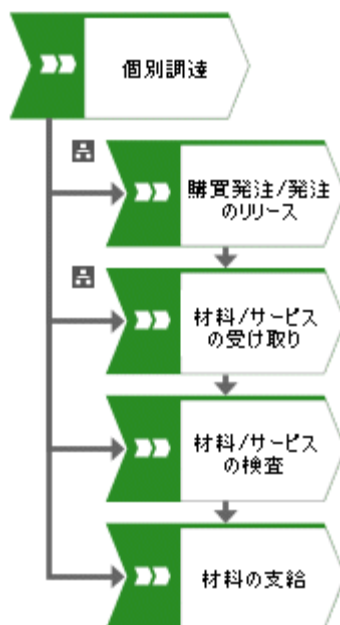 個別調達
購買発注/発注
のリリース
材料/サービス
の受け取り
材料/サービス
の検査
材料の支給